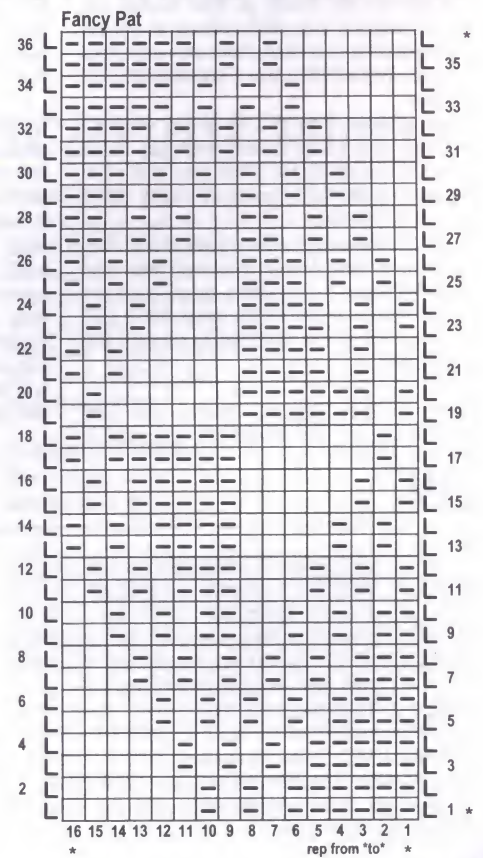 Fancy Pat
36 L L *
L L 35
34 L L
L L 33
32 L L
L L 31
30 L L
L L 29
28 L L
L L 27
26 L L
L L 25
24 L L
L L 23
22 L L
L L 21
20 L L
L L 19
18 L L
L L 17
16 L L
L L 15
14 L L
L L 13
12 L L
L L 11
10 L L
L L 9
8 L L
L L 7
6 L L
L L 5
4 L L
L L 3
2 L L
L L 1 *
16 15 14 13 12 11 10 9 8 7 6 5 4 3 2 1
* rep from *to* *